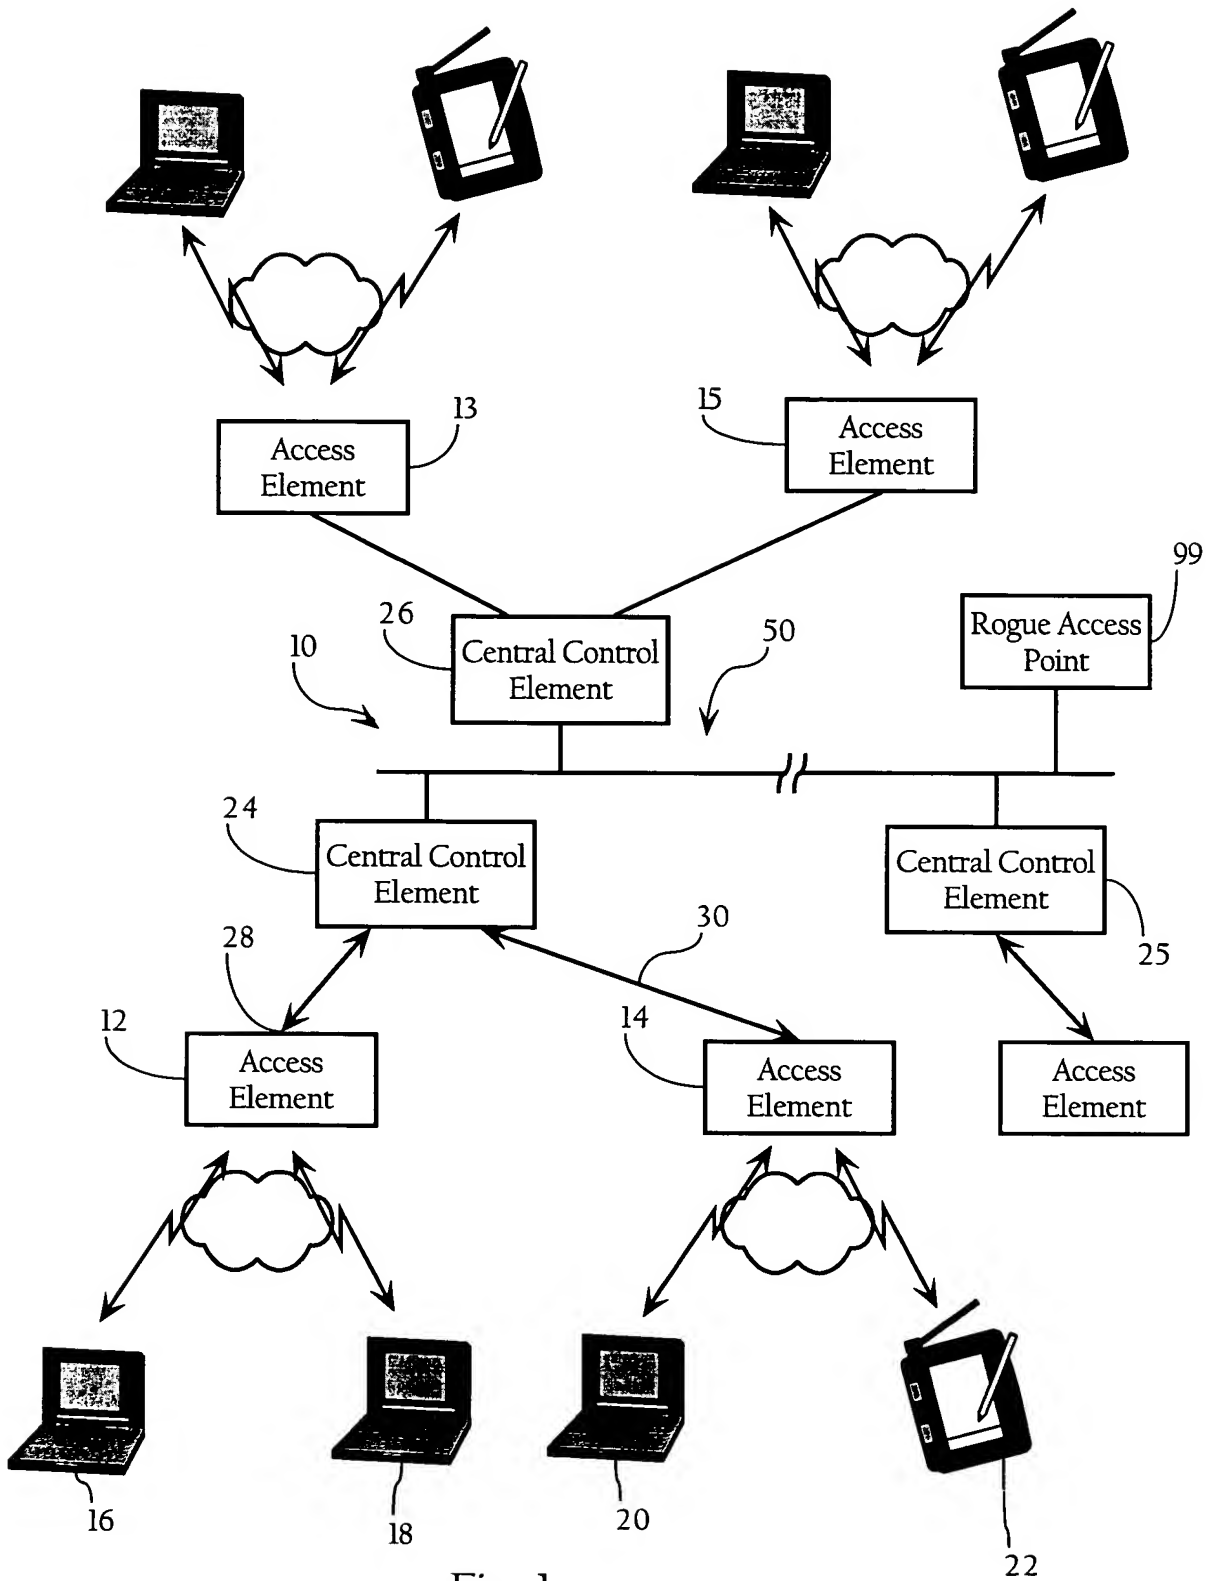 13
15
Access
Element
Access
Element
99
26
10
50
Rogue Access
Point
Central Control
Element
24
Central Control
Element
Central Control
Element
30
28
25
12
14
Access
Element
Access
Element
Access
Element
16
18
20
22